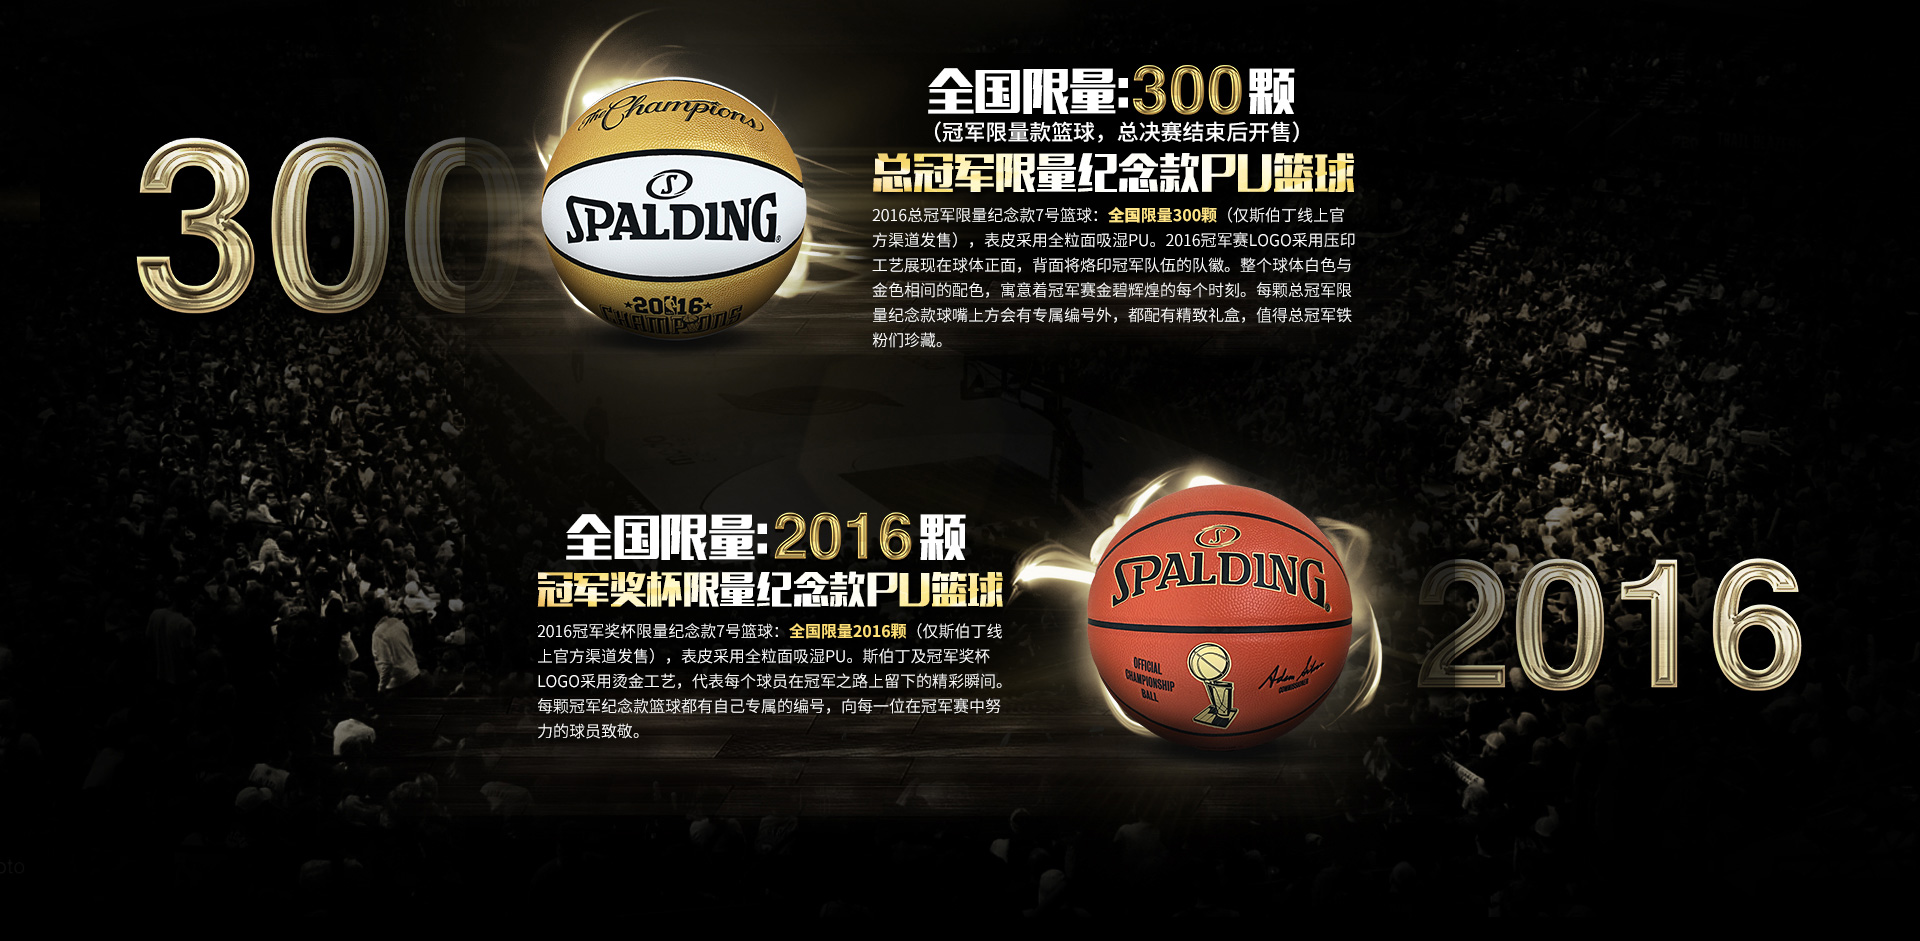 300
The Champions
SPALDING
2016
CHAMPIONS
全国限量:300颗
（冠军限量款篮球，总决赛结束后开售）
总冠军限量纪念款PU篮球
2016总冠军限量纪念款7号篮球：全国限量300颗（仅斯伯丁线上官
方渠道发售），表皮采用全粒面吸湿PU。2016冠军赛LOGO采用压印
工艺展现在球体正面，背面将烙印冠军队伍的队徽。整个球体白色与
金色相间的配色，寓意着冠军赛金碧辉煌的每个时刻。每颗总冠军限
量纪念款球嘴上方会有专属编号外，都配有精致礼盒，值得总冠军铁
粉们珍藏。
全国限量:2016颗
冠军奖杯限量纪念款PU篮球
2016冠军奖杯限量纪念款7号篮球：全国限量2016颗（仅斯伯丁线
上官方渠道发售），表皮采用全粒面吸湿PU。斯伯丁及冠军奖杯
LOGO采用烫金工艺，代表每个球员在冠军之路上留下的精彩瞬间。
每颗冠军纪念款篮球都有自己专属的编号，向每一位在冠军赛中努
力的球员致敬。
SPALDING
OFFICIAL
CHAMPIONSHIP
BALL
Adam Silver
COMMISSIONER
2016
oto